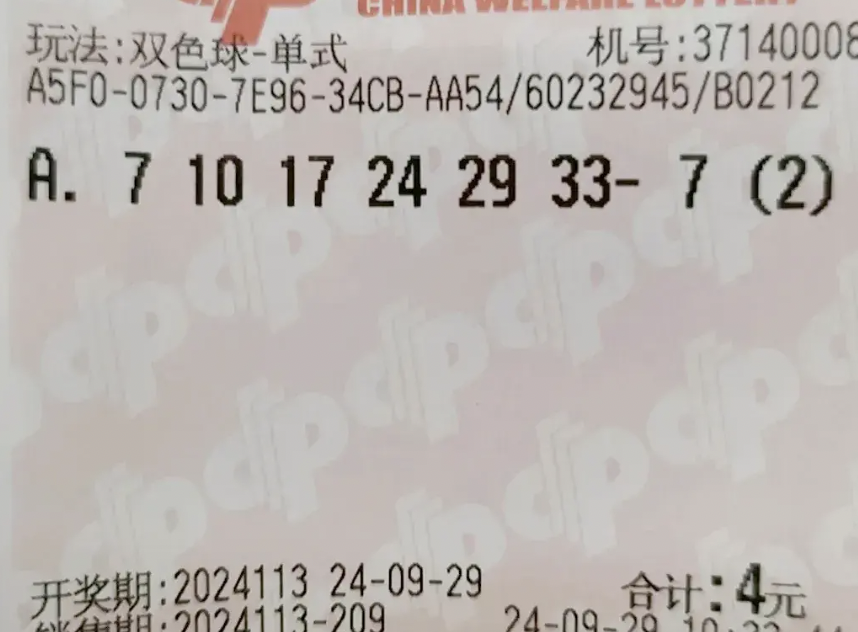 CHINA WELFARE LOTTERY
玩法:双色球-单式 机号:37140008
A5F0-0730-7E96-34CB-AA54/60232945/B0212
A. 7 10 17 24 29 33- 7 (2)
开奖期:2024113 24-09-29 合计:4元
销售期:2024113-209 24-09-29